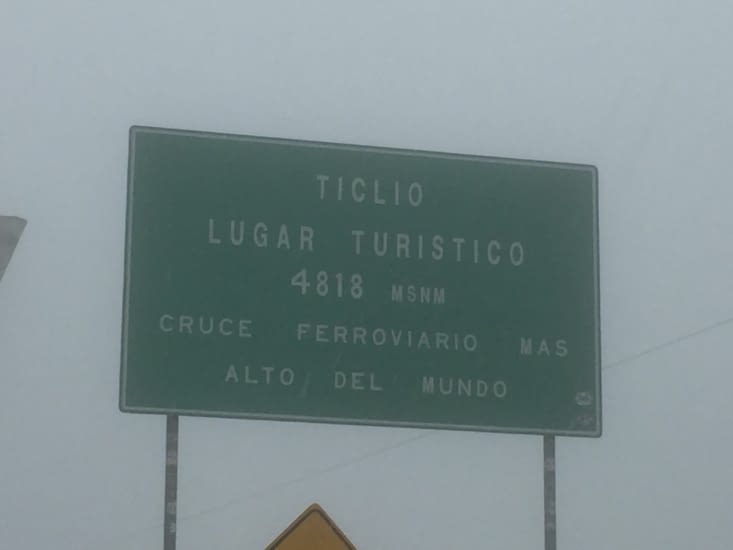 TICLIO
LUGAR TURISTICO
4818 MSNM
CRUCE FERROVIARIO MAS
ALTO DEL MUNDO